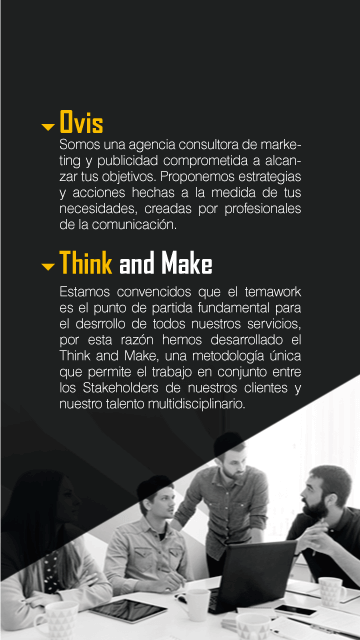 Ovis
Somos una agencia consultora de marke-
ting y publicidad comprometida a alcan-
zar tus objetivos. Proponemos estrategias
y acciones hechas a la medida de tus
necesidades, creadas por profesionales
de la comunicación.
Think and Make
Estamos convencidos que el temawork
es el punto de partida fundamental para
el desrrollo de todos nuestros servicios,
por esta razón hemos desarrollado el
Think and Make, una metodología única
que permite el trabajo en conjunto entre
los Stakeholders de nuestros clientes y
nuestro talento multidisciplinario.